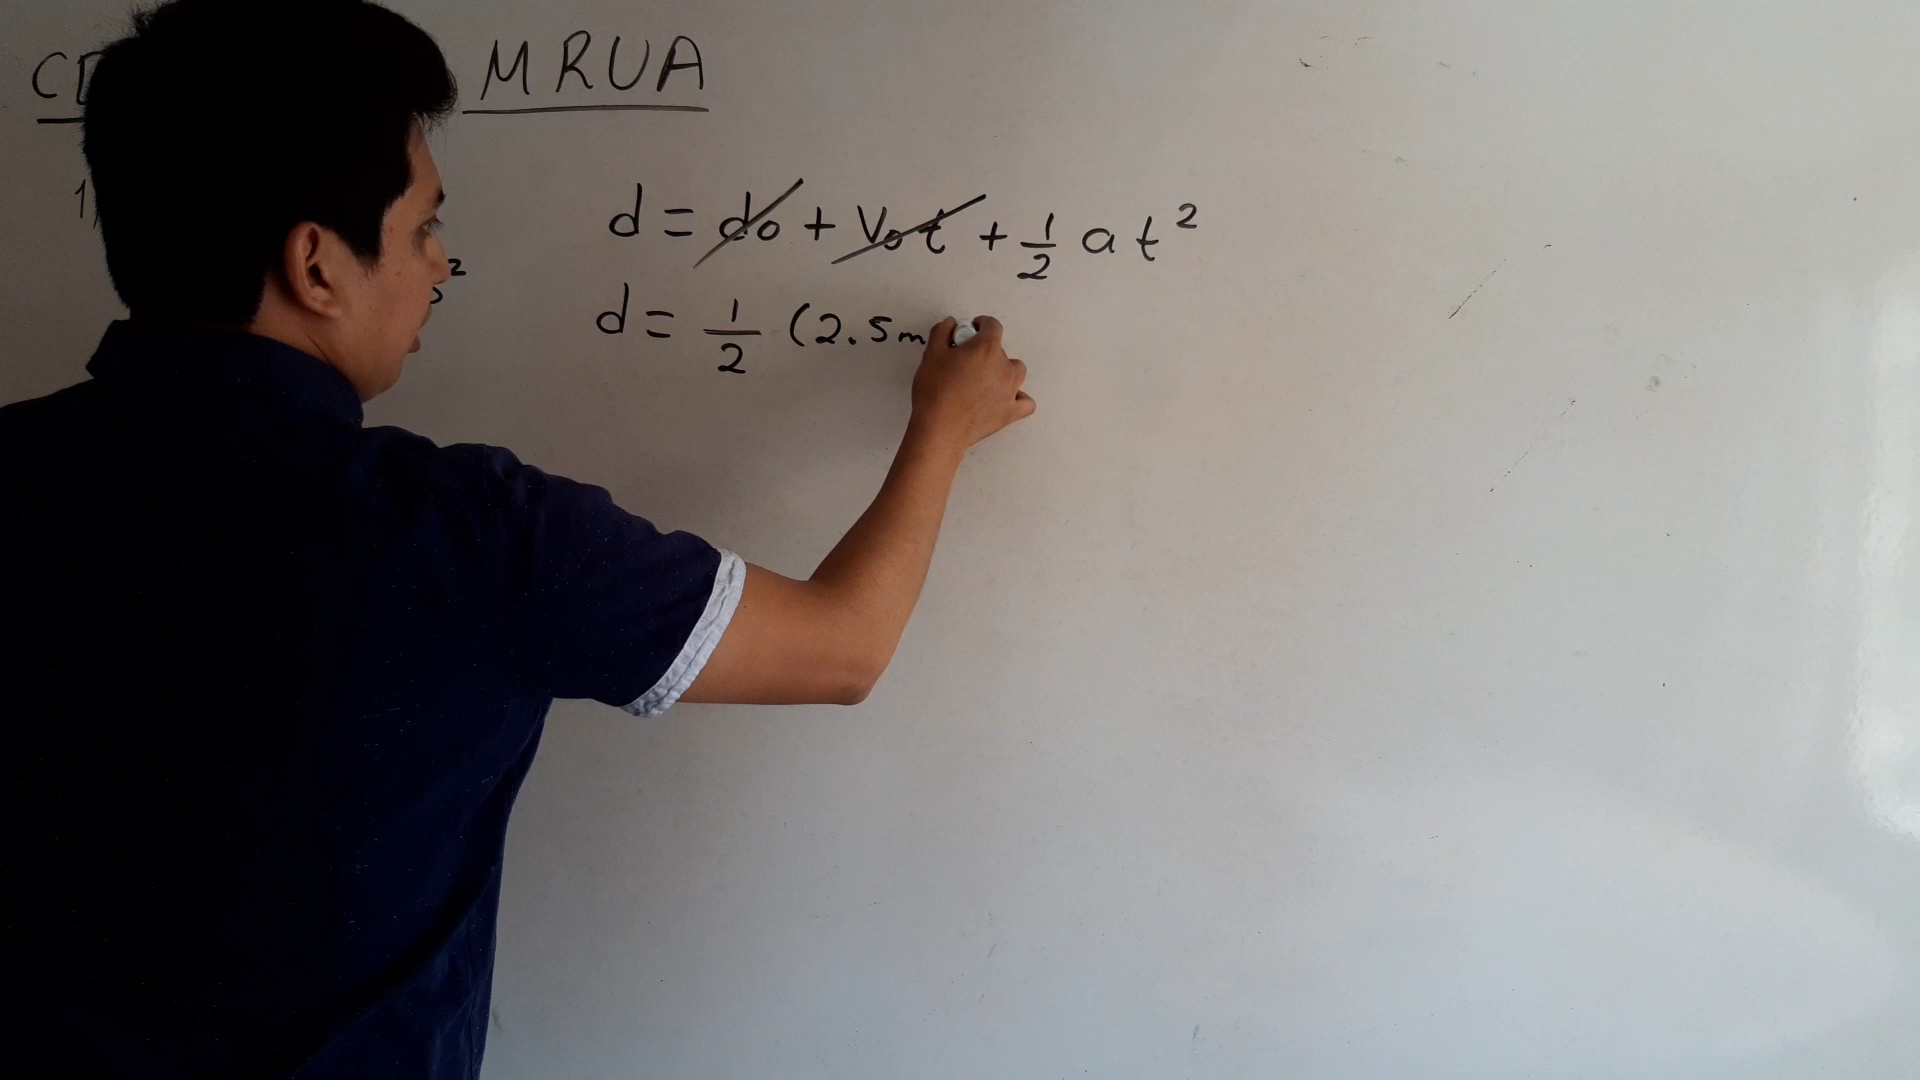 MRUA
d = do + Vot + 1/2 a t²
d = 1/2 (2.5m